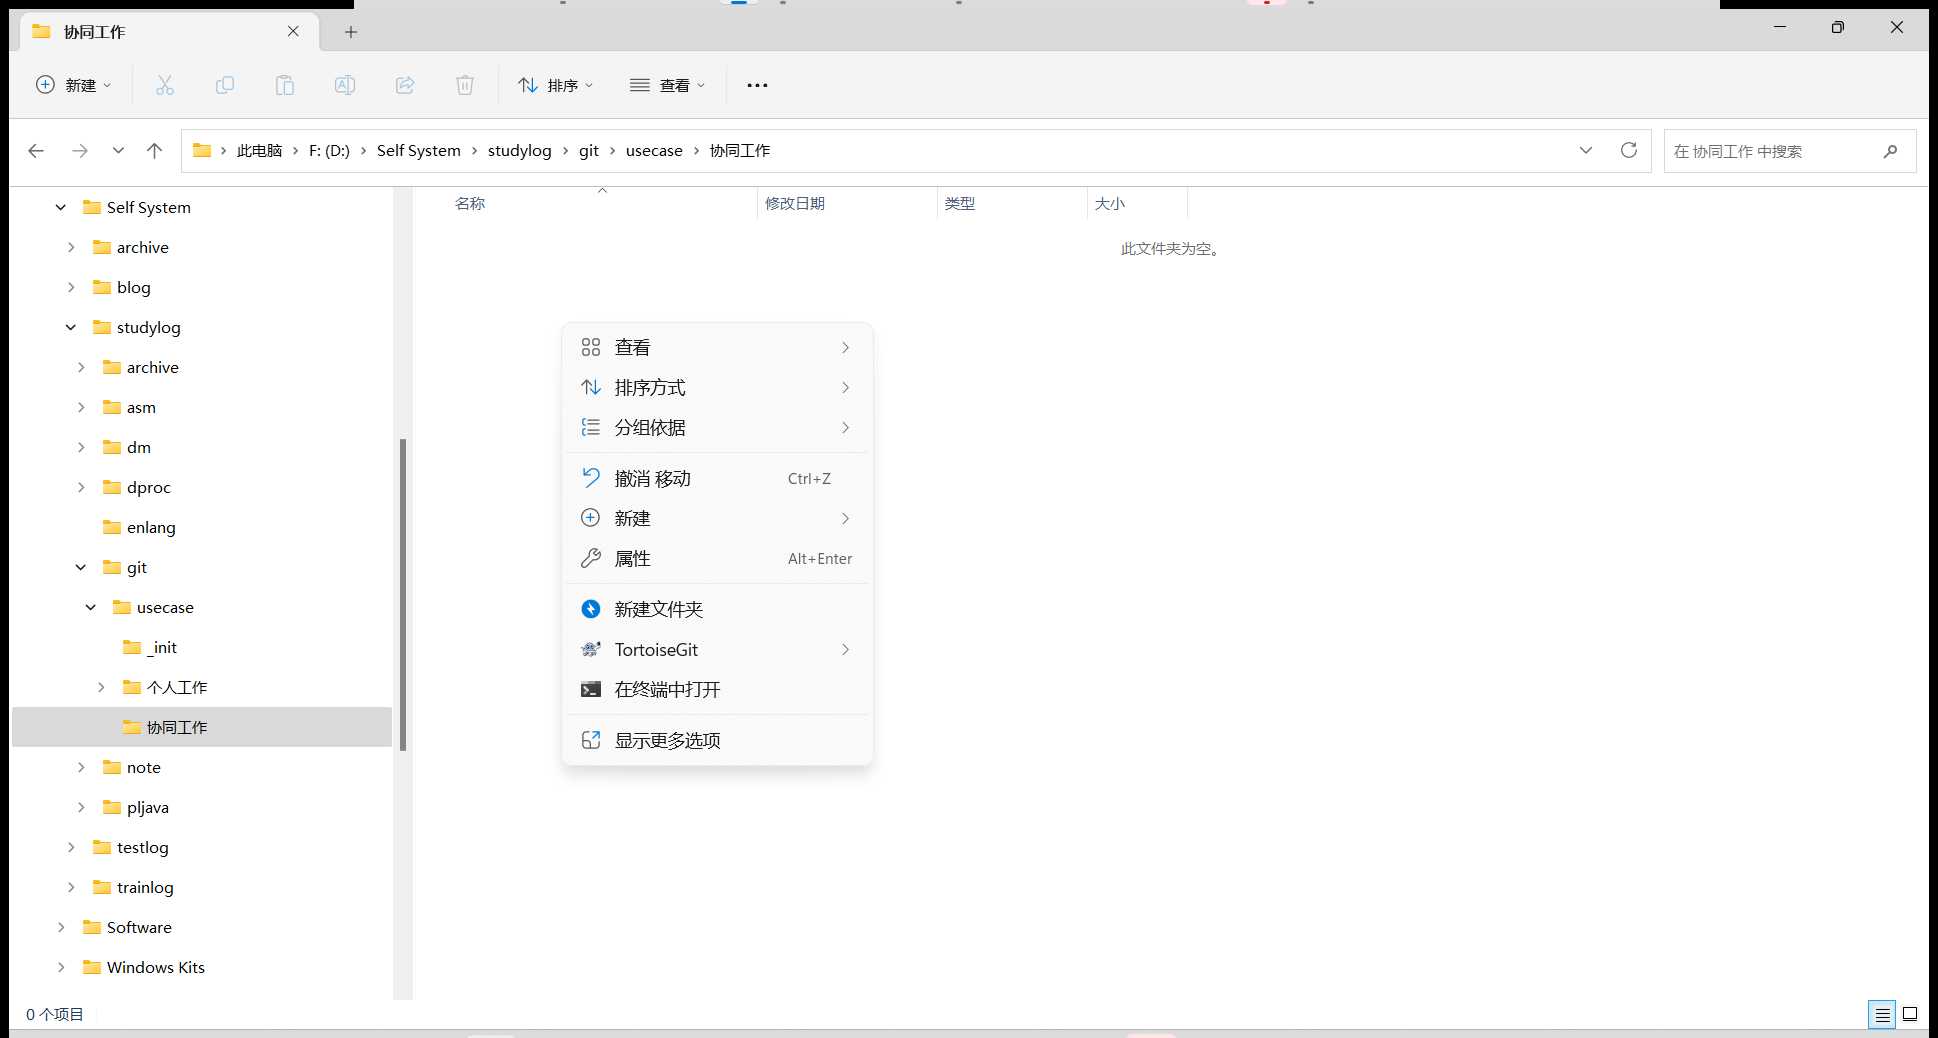 协同工作
新建
排序
查看
此电脑 F: (D:) Self System studylog git usecase 协同工作
在 协同工作 中搜索
名称 修改日期 类型 大小
此文件夹为空。
Self System
archive
blog
studylog
archive
asm
dm
dproc
enlang
git
usecase
_init
个人工作
协同工作
note
pljava
testlog
trainlog
Software
Windows Kits
查看
排序方式
分组依据
撤消 移动 Ctrl+Z
新建
属性 Alt+Enter
新建文件夹
TortoiseGit
在终端中打开
显示更多选项
0 个项目